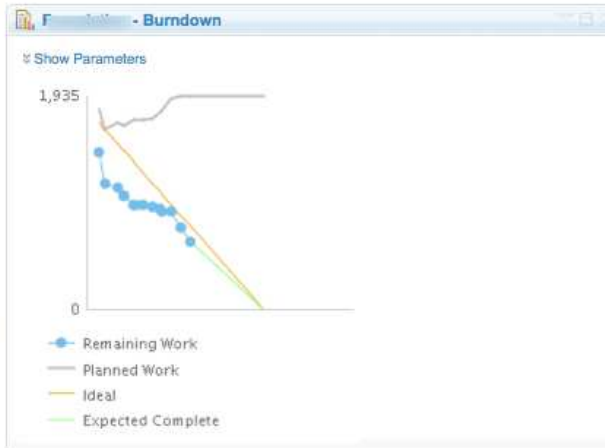 - Burndown
Show Parameters
1,935
0
Remaining Work
Planned Work
Ideal
Expected Complete